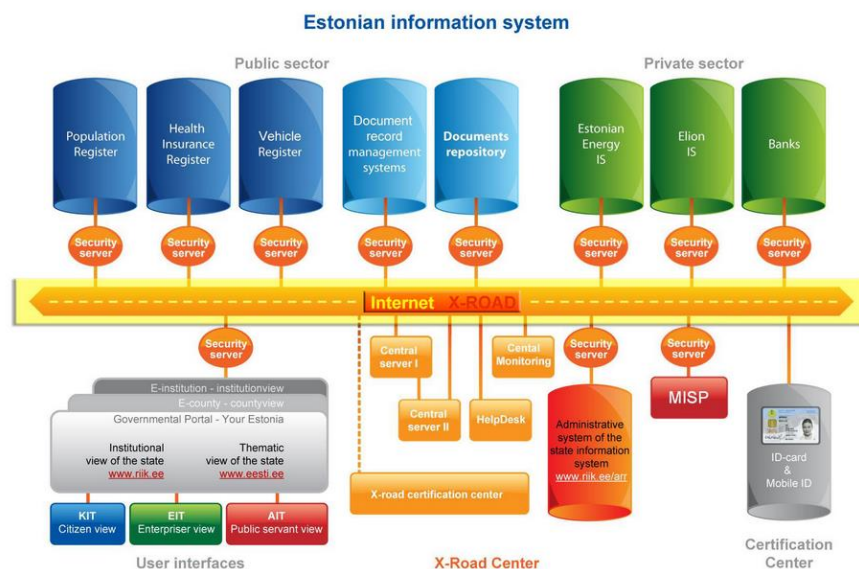 Estonian information system
Public sector
Private sector
Population
Register
Health
Insurance
Register
Vehicle
Register
Document
record
management
systems
Documents
repository
Estonian
Energy
IS
Elion
IS
Banks
Security
server
Security
server
Security
server
Security
server
Security
server
Security
server
Security
server
Security
server
Internet X-ROAD
Security
server
Central
server I
Cental
Monitoring
Security
server
Security
server
E-institution - institutionview
E-county - countyview
Governmental Portal - Your Estonia
Institutional
view of the state
www.riik.ee
Thematic
view of the state
www.eesti.ee
Central
server II
HelpDesk
Administrative
system of the
state information
system
www.riik.ee/arr
MISP
ID-card
&
Mobile ID
X-road certification center
KIT
Citizen view
EIT
Enterpriser view
AIT
Public servant view
User interfaces
X-Road Center
Certification
Center